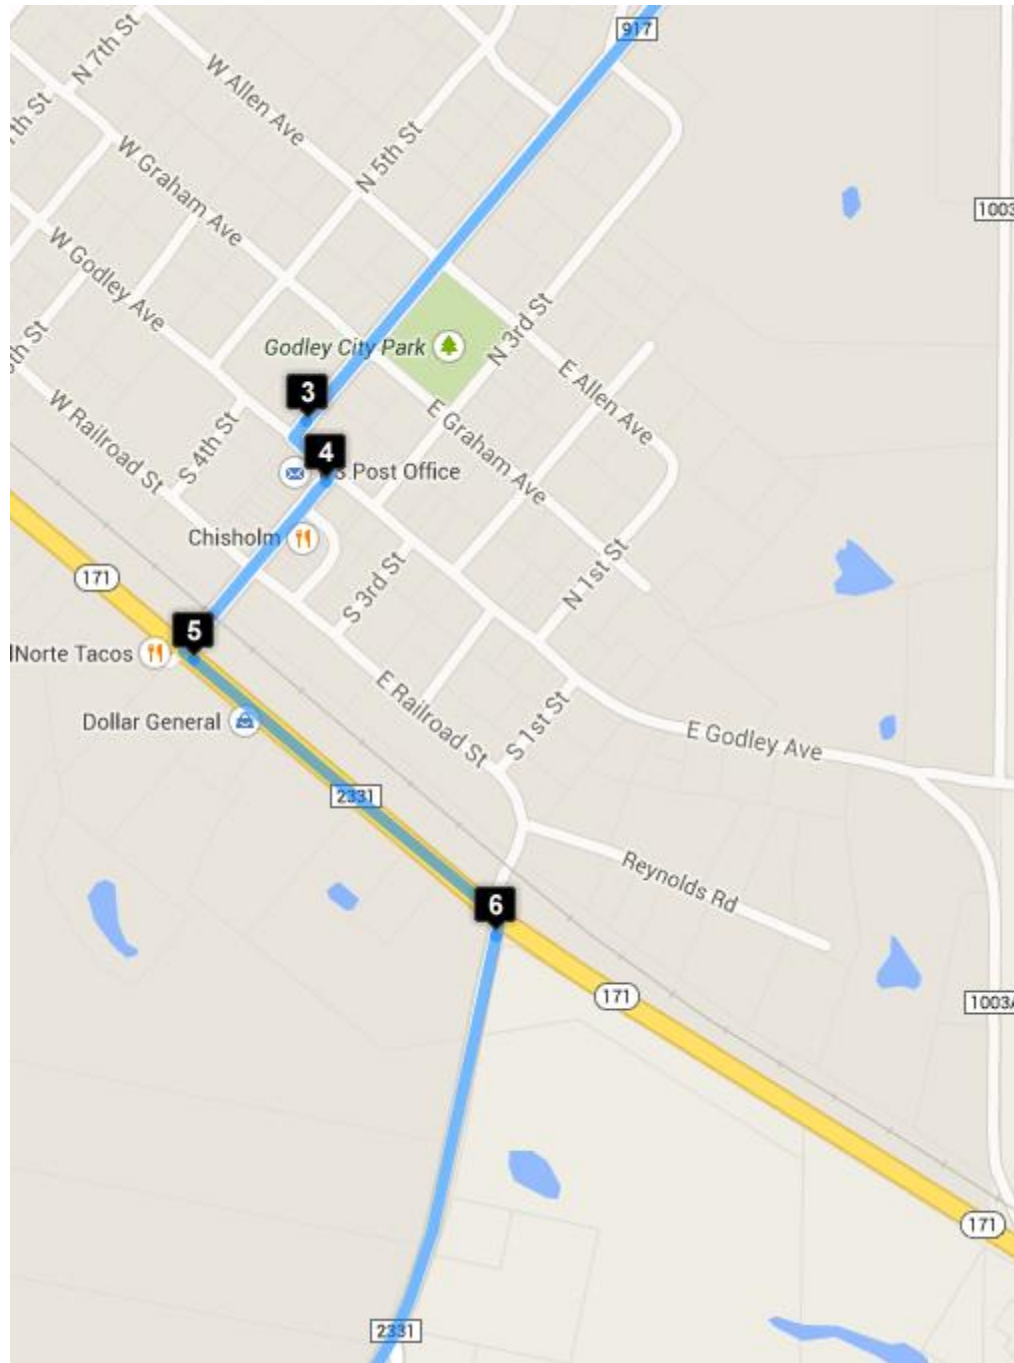 917
N 7th St
W Allen Ave
N 5th St
W Graham Ave
1003
W Godley Ave
N 3rd St
Godley City Park
E Allen Ave
3
E Graham Ave
W Railroad St
S 4th St
4
Post Office
Chisholm
171
S 3rd St
N 1st St
5
Norte Tacos
E Railroad St
S 1st St
Dollar General
E Godley Ave
2331
Reynolds Rd
6
171
1003A
171
2331